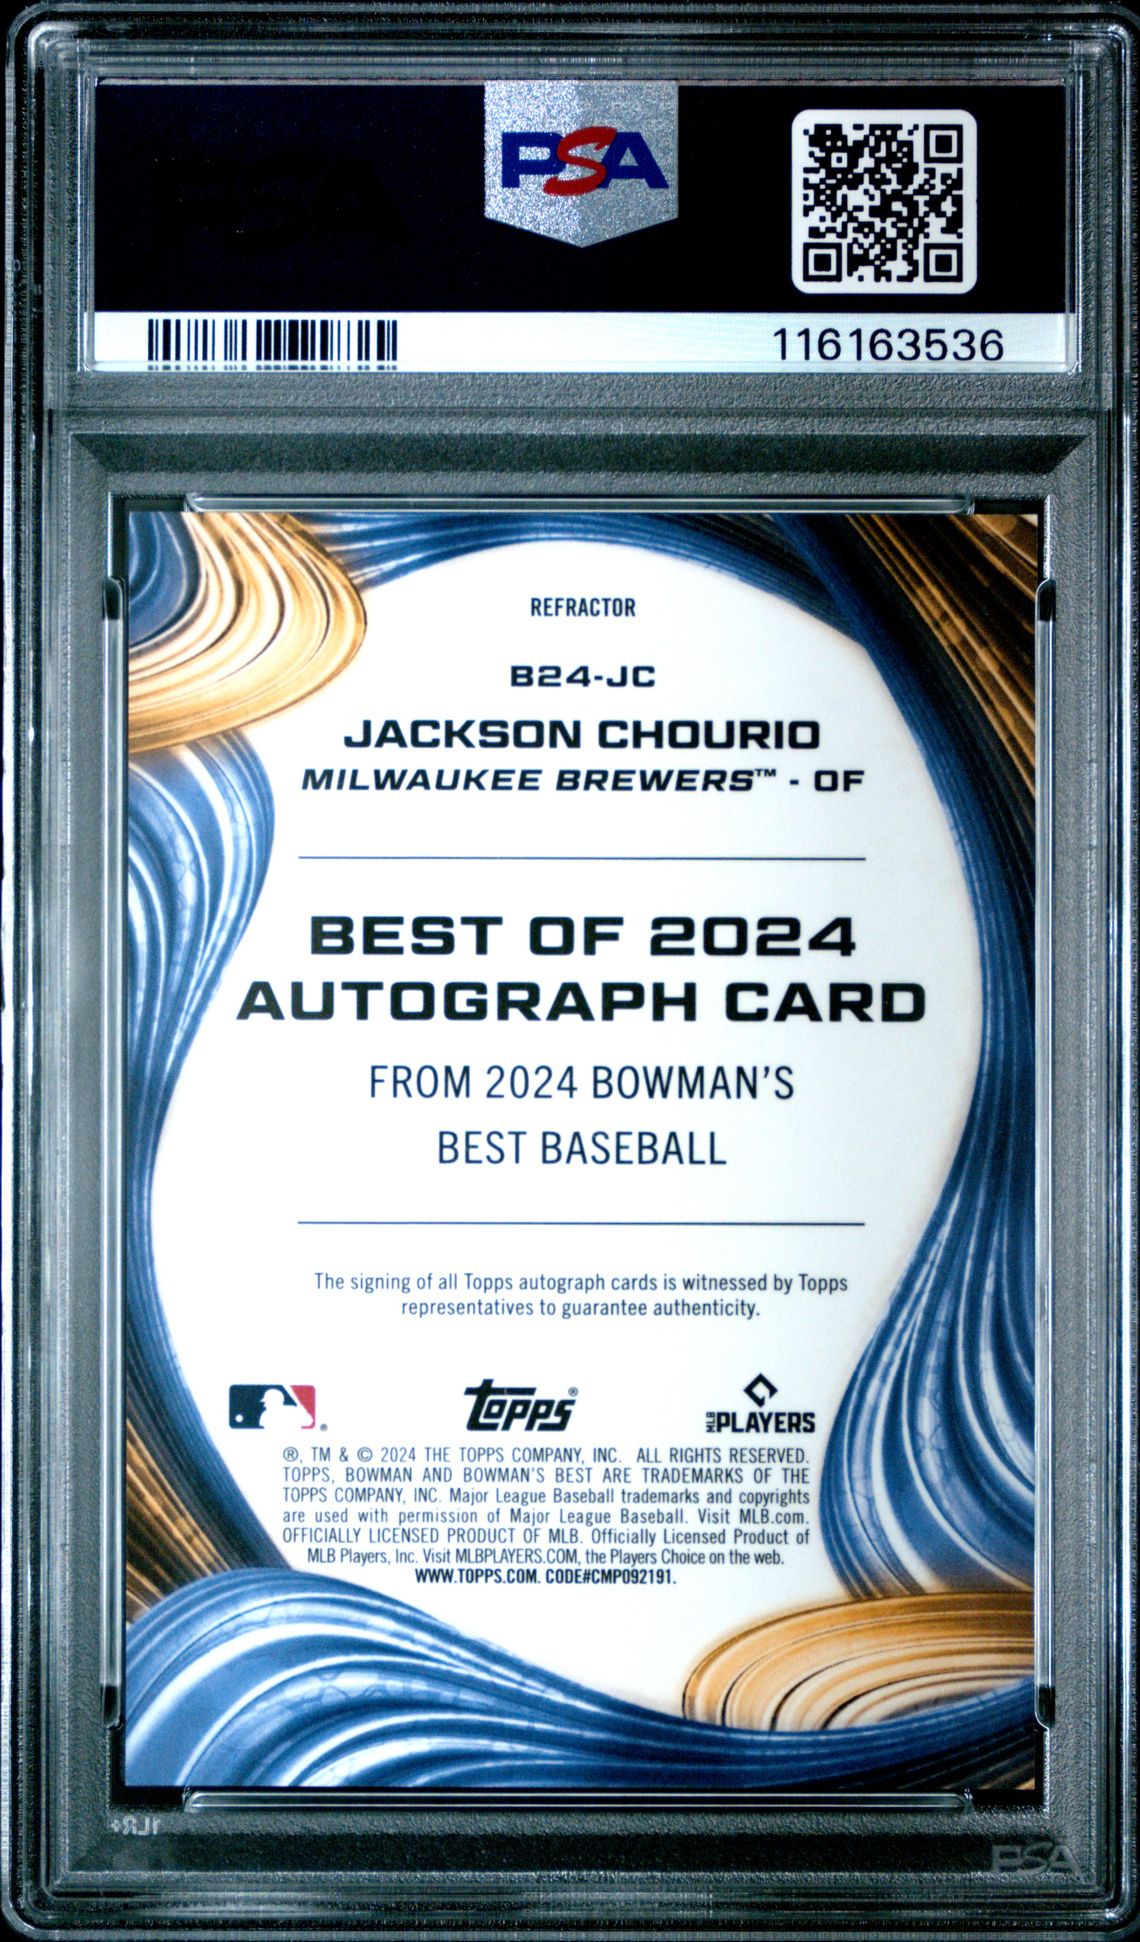 PSA
116163536
REFRACTOR
B24-JC
JACKSON CHOURIO
MILWAUKEE BREWERS™ - OF
BEST OF 2024
AUTOGRAPH CARD
FROM 2024 BOWMAN'S
BEST BASEBALL
The signing of all Topps autograph cards is witnessed by Topps
representatives to guarantee authenticity.
® topps® MLB PLAYERS
®, TM & © 2024 THE TOPPS COMPANY, INC. ALL RIGHTS RESERVED.
TOPPS, BOWMAN AND BOWMAN'S BEST ARE TRADEMARKS OF THE
TOPPS COMPANY, INC. Major League Baseball trademarks and copyrights
are used with permission of Major League Baseball. Visit MLB.com.
OFFICIALLY LICENSED PRODUCT OF MLB. Officially Licensed Product of
MLB Players, Inc. Visit MLBPLAYERS.COM, the Players Choice on the web.
WWW.TOPPS.COM. CODE#CMP092191.
PSA